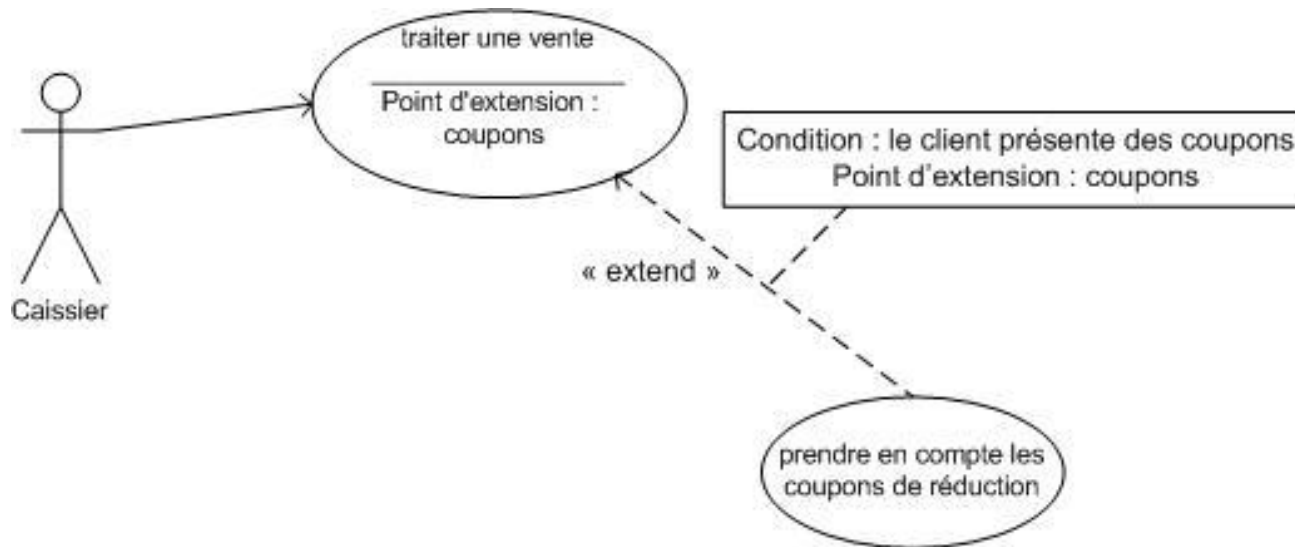 traiter une vente
Point d'extension :
coupons
Condition : le client présente des coupons
Point d’extension : coupons
« extend »
Caissier
prendre en compte les
coupons de réduction